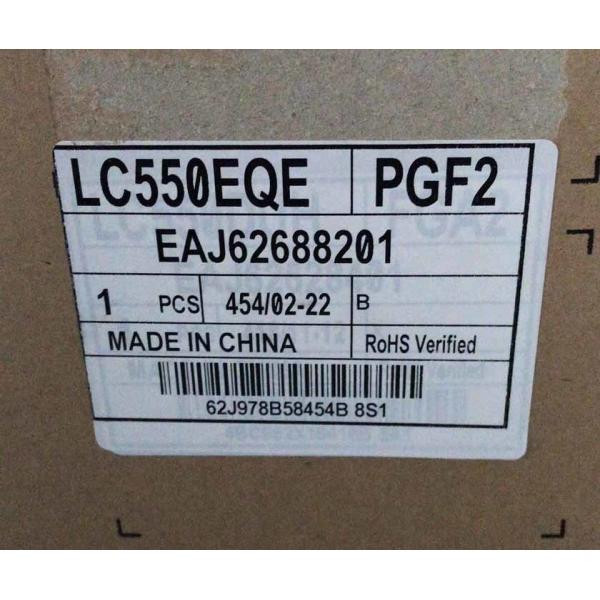 LC550EQE PGF2
EAJ62688201
1 PCS 454/02-22 B
MADE IN CHINA RoHS Verified
62J978B58454B 8S1